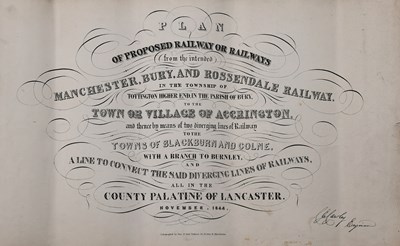 PLAN
OF PROPOSED RAILWAY OR RAILWAYS
(from the intended)
MANCHESTER, BURY, AND ROSSENDALE RAILWAY,
IN THE TOWNSHIP OF
TOTTINGTON HIGHER END, IN THE PARISH OF BURY,
TO THE
TOWN OR VILLAGE OF ACCRINGTON,
and thence by means of two diverging lines of Railway
TO THE
TOWNS OF BLACKBURN AND COLNE,
WITH A BRANCH TO BURNLEY,
AND
A LINE TO CONNECT THE SAID DIVERGING LINES OF RAILWAYS,
ALL IN THE
COUNTY PALATINE OF LANCASTER.
NOVEMBER. 1844.